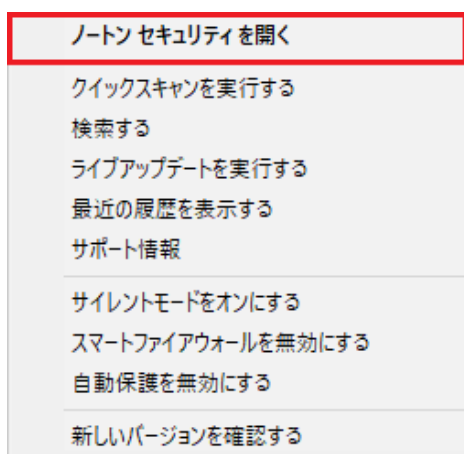 ノートン セキュリティを開く
クイックスキャンを実行する
検索する
ライブアップデートを実行する
最近の履歴を表示する
サポート情報
サイレントモードをオンにする
スマートファイアウォールを無効にする
自動保護を無効にする
新しいバージョンを確認する